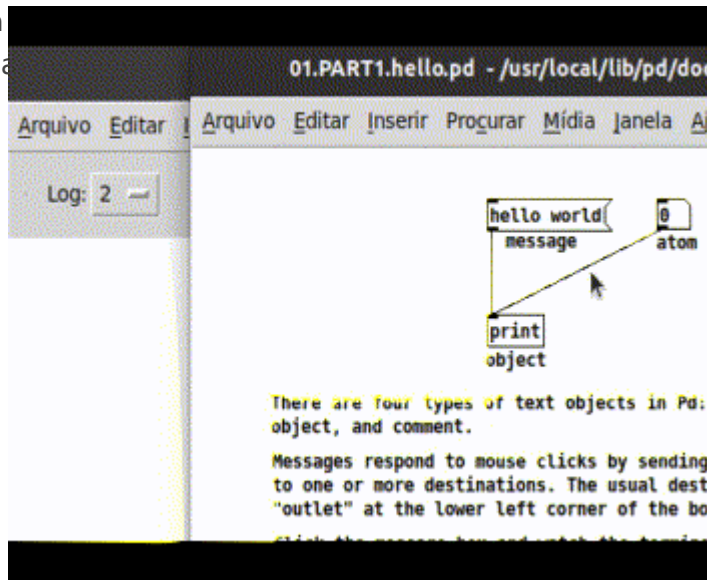 01.PART1.hello.pd - /usr/local/lib/pd/doc
Arquivo Editar
Arquivo Editar Inserir Procurar Mídia Janela
Log: 2
hello world
0
message
atom
print
object
There are four types of text objects in Pd:
object, and comment.
Messages respond to mouse clicks by sending
to one or more destinations. The usual dest
"outlet" at the lower left corner of the bo